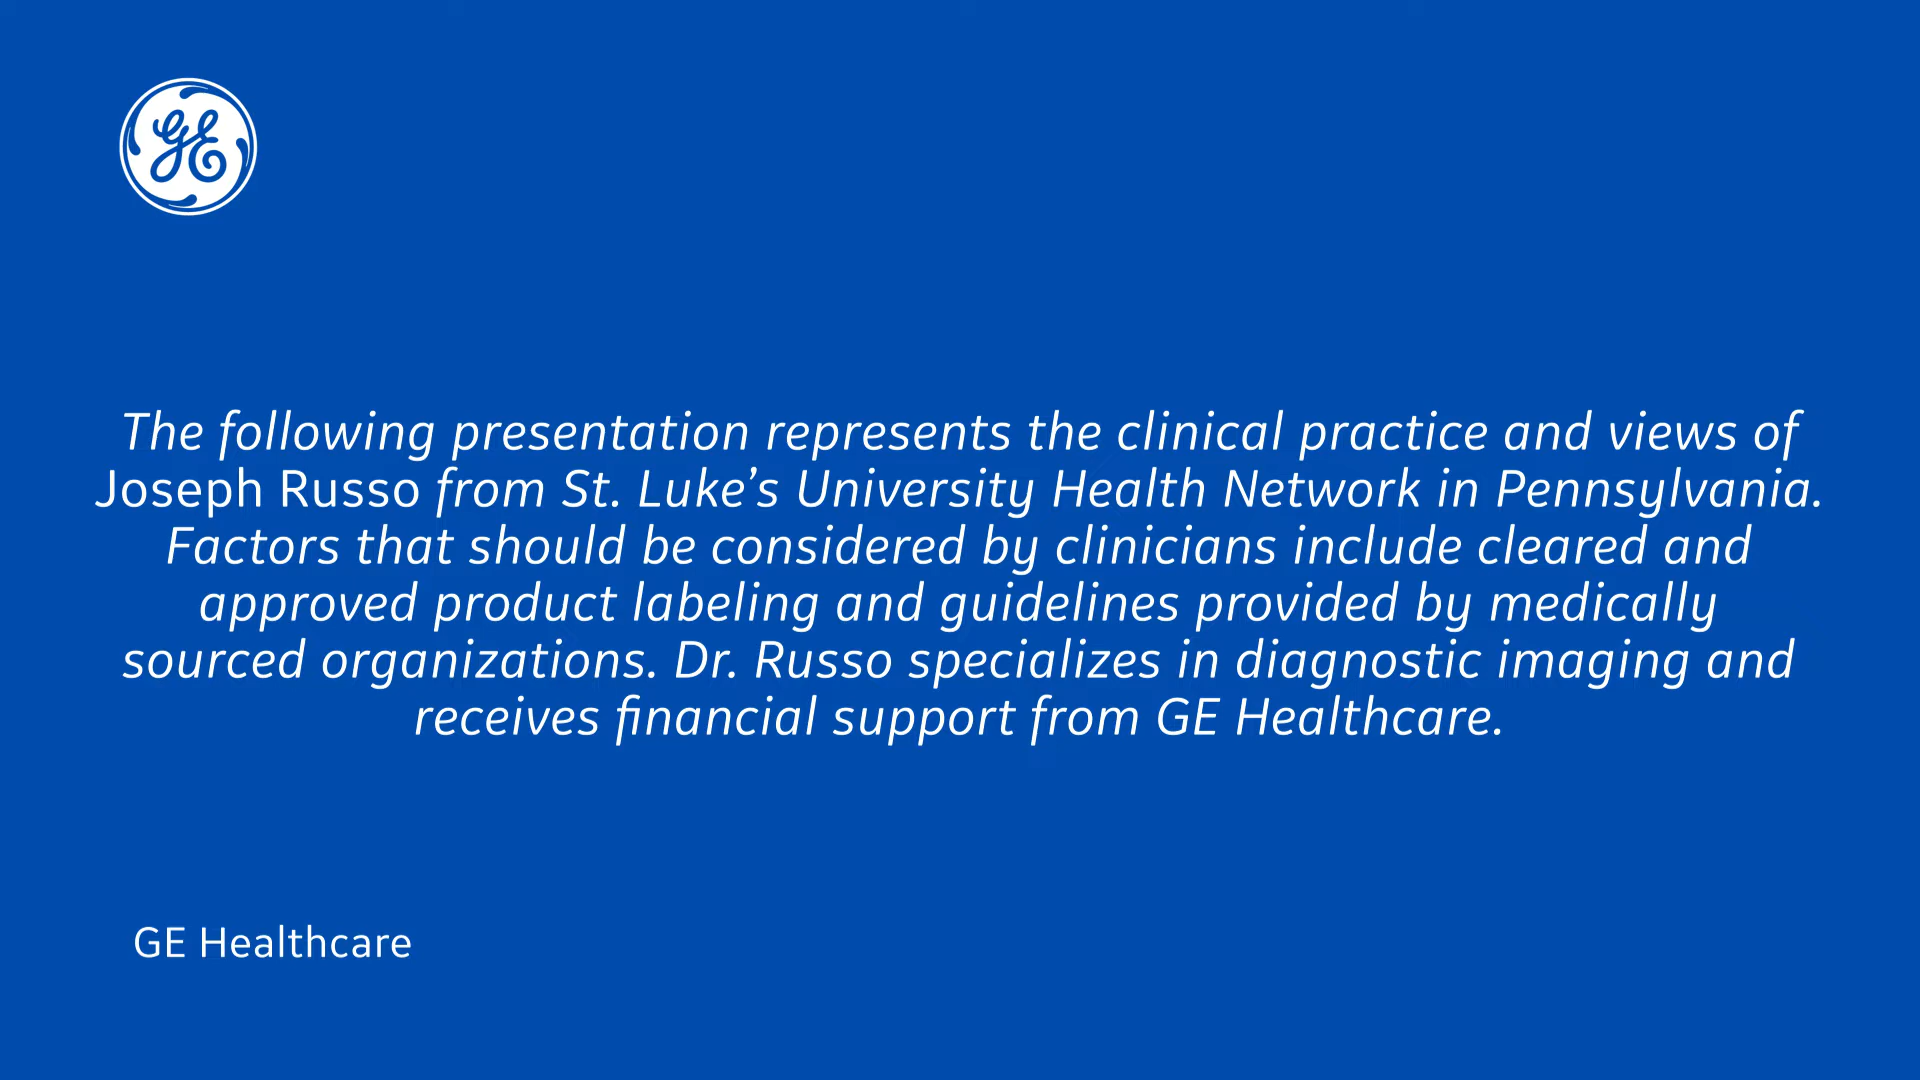 GE
The following presentation represents the clinical practice and views of
Joseph Russo from St. Luke’s University Health Network in Pennsylvania.
Factors that should be considered by clinicians include cleared and
approved product labeling and guidelines provided by medically
sourced organizations. Dr. Russo specializes in diagnostic imaging and
receives financial support from GE Healthcare.
GE Healthcare